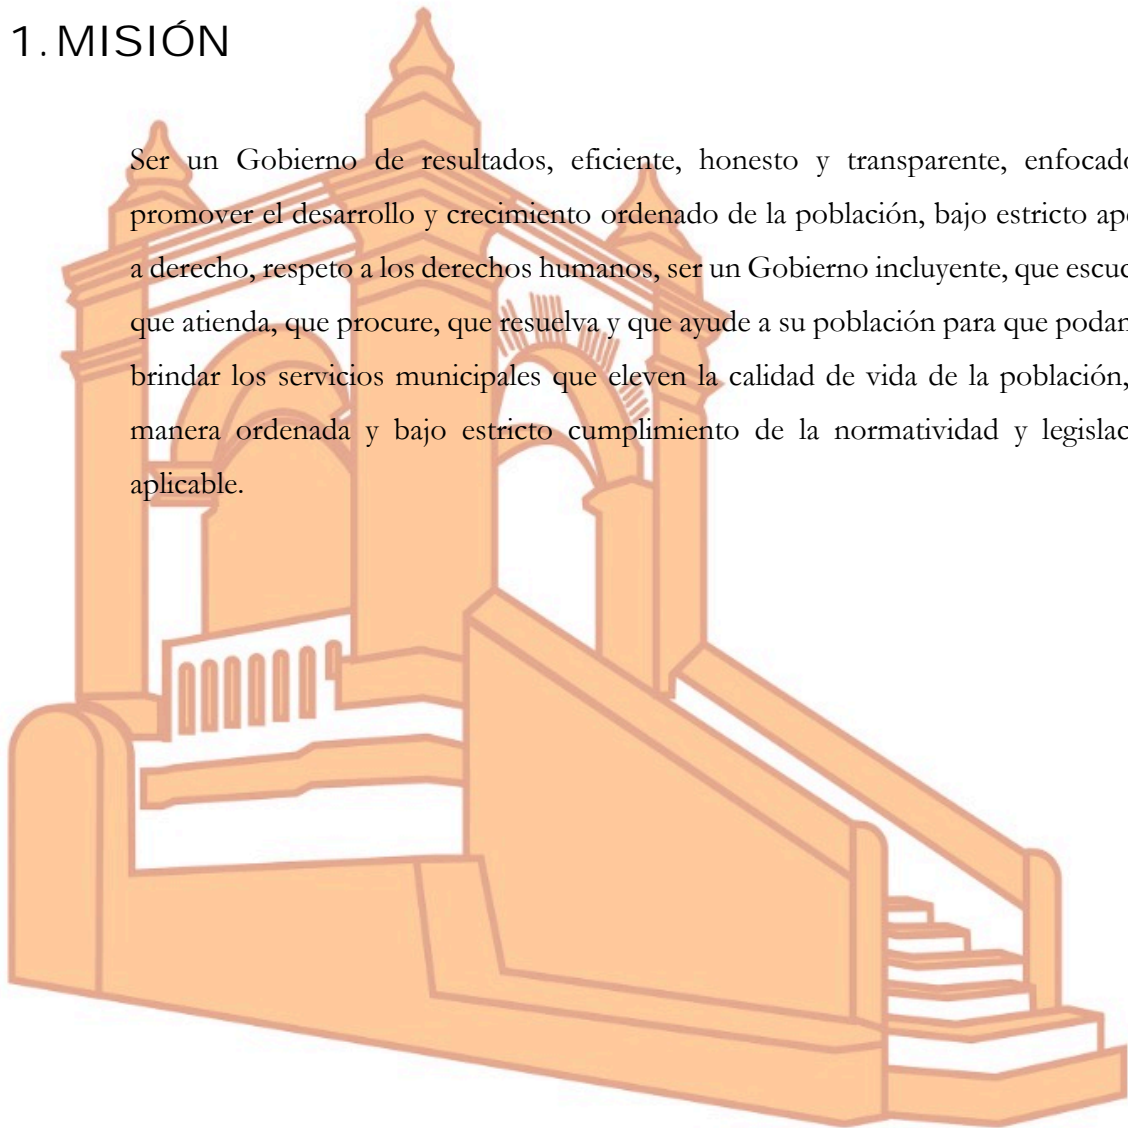 1. MISIÓN
Ser un Gobierno de resultados, eficiente, honesto y transparente,
promover el desarrollo y crecimiento ordenado de la población, bajo estricto
a derecho, respeto a los derechos humanos, ser un Gobierno incluyente, que
que atienda, que procure, que resuelva y que ayude a su población para que
brindar los servicios municipales que eleven la calidad de vida de la población,
manera ordenada y bajo estricto cumplimiento de la normatividad y
aplicable.